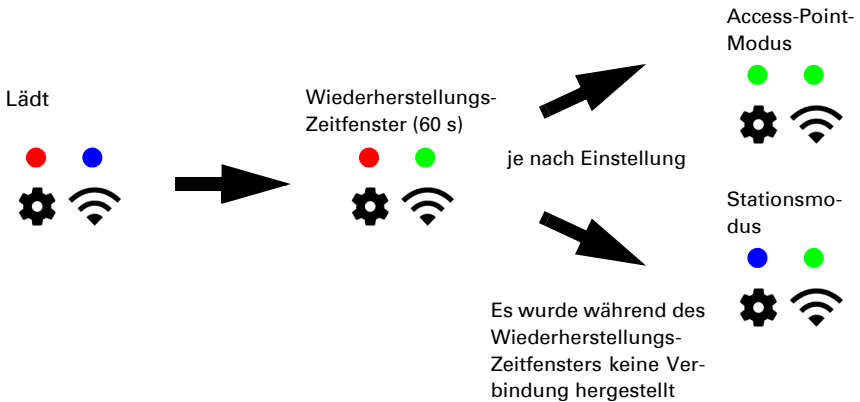 Lädt
Wiederherstellungs-
Zeitfenster (60 s)
je nach Einstellung
Access-Point-
Modus
Stationsmo-
dus
Es wurde während des
Wiederherstellungs-
Zeitfensters keine Ver-
bindung hergestellt